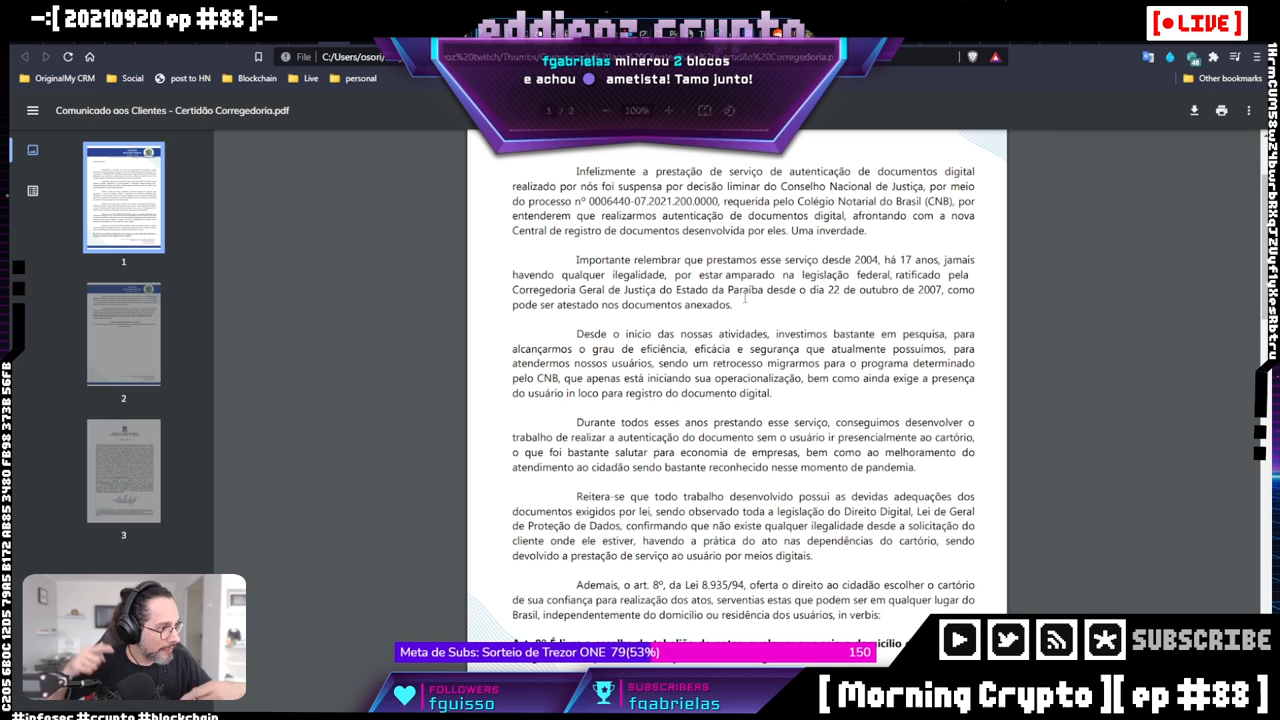 ~:[ 20210920 ep #88 ]:~
eddieoz crypto
[● LIVE]
fgabrielas minerou 2 blocos
e achou ametista! Tamo junto!
File
C:/Users/osori/
OriginalMy CRM
Social
post to HN
Blockchain
Live
personal
Other bookmarks
Comunicado aos Clientes - Certidão Corregedoria.pdf
1 / 3
100%
Infelizmente a prestação de serviço de autenticação de documentos digital
realizado por nós foi suspensa por decisão liminar do Conselho Nacional de Justiça, por meio
do processo nº 0006440-07.2021.200.0000, requerida pelo Colégio Notarial do Brasil (CNB), por
entenderem que realizarmos autenticação de documentos digital, afrontando com a nova
Central de registro de documentos desenvolvida por eles. Uma inverdade.
Importante relembrar que prestamos esse serviço desde 2004, há 17 anos, jamais
havendo qualquer ilegalidade, por estar amparado na legislação federal, ratificado pela
Corregedoria Geral de Justiça do Estado da Paraíba desde o dia 22 de outubro de 2007, como
pode ser atestado nos documentos anexados.
Desde o início das nossas atividades, investimos bastante em pesquisa, para
alcançarmos o grau de eficiência, eficácia e segurança que atualmente possuímos, para
atendermos nossos usuários, sendo um retrocesso migrarmos para o programa determinado
pelo CNB, que apenas está iniciando sua operacionalização, bem como ainda exige a presença
do usuário in loco para registro do documento digital.
Durante todos esses anos prestando esse serviço, conseguimos desenvolver o
trabalho de realizar a autenticação do documento sem o usuário ir presencialmente ao cartório,
o que foi bastante salutar para economia de empresas, bem como ao melhoramento do
atendimento ao cidadão sendo bastante reconhecido nesse momento de pandemia.
Reitera-se que todo trabalho desenvolvido possui as devidas adequações dos
documentos exigidos por lei, sendo observado toda a legislação do Direito Digital, Lei de Geral
de Proteção de Dados, confirmando que não existe qualquer ilegalidade desde a solicitação do
cliente onde ele estiver, havendo a prática do ato nas dependências do cartório, sendo
devolvido a prestação de serviço ao usuário por meios digitais.
Ademais, o art. 8º, da Lei 8.935/94, oferta o direito ao cidadão escolher o cartório
de sua confiança para realização dos atos, serventias estas que podem ser em qualquer lugar do
Brasil, independentemente do domicílio ou residência dos usuários, in verbis:
1
2
3
Meta de Subs: Sorteio de Trezor ONE 79(53%)
150
FOLLOWERS
fguisso
SUBSCRIBERS
fgabrielas
SUBSCRIBE
[ Morning Crypto ][ ep #88 ]
#infosec #crypto #blockchain